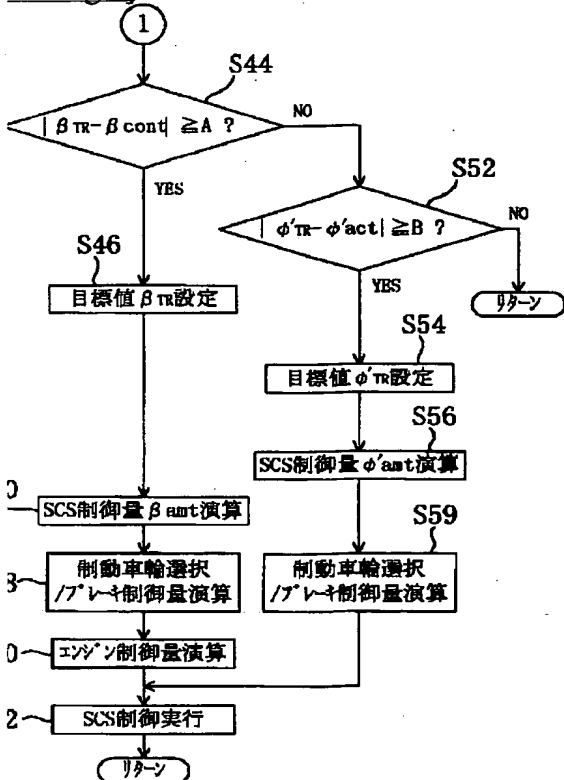 1
S44
| βTR-βcont| ≧A ?
NO
YES
S52
| φ'TR-φ'act| ≧B ?
NO
YES
リターン
S46
目標値βTR設定
S54
目標値φ'TR設定
S56
SCS制御量φ'amt演算
0
SCS制御量βamt演算
S59
8
制動車輪選択
/ブレーキ制御量演算
制動車輪選択
/ブレーキ制御量演算
0
エンジン制御量演算
2
SCS制御実行
リターン